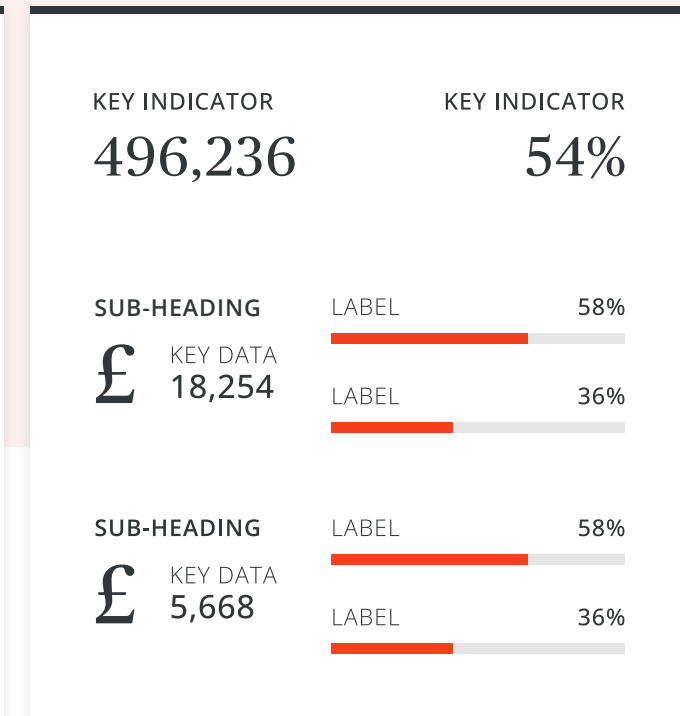 KEY INDICATOR
496,236
KEY INDICATOR
54%
SUB-HEADING
£
KEY DATA
18,254
LABEL 58%
LABEL 36%
SUB-HEADING
£
KEY DATA
5,668
LABEL 58%
LABEL 36%